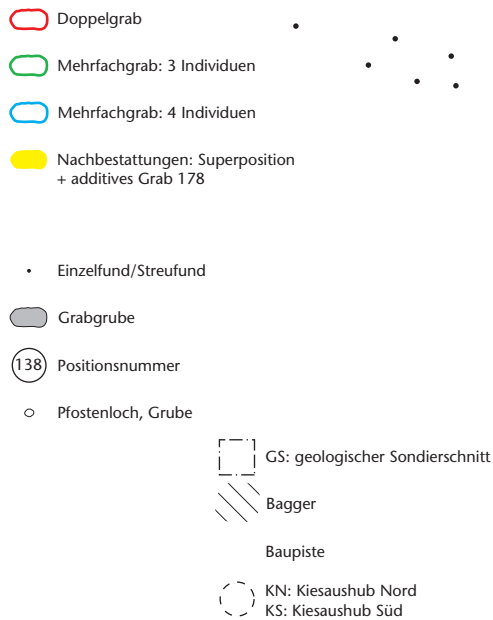 Doppelgrab
Mehrfachgrab: 3 Individuen
Mehrfachgrab: 4 Individuen
Nachbestattungen: Superposition
+ additives Grab 178
Einzelfund/Streufund
Grabgrube
138 Positionsnummer
Pfostenloch, Grube
GS: geologischer Sondierschnitt
Bagger
Baupiste
KN: Kiesaushub Nord
KS: Kiesaushub Süd